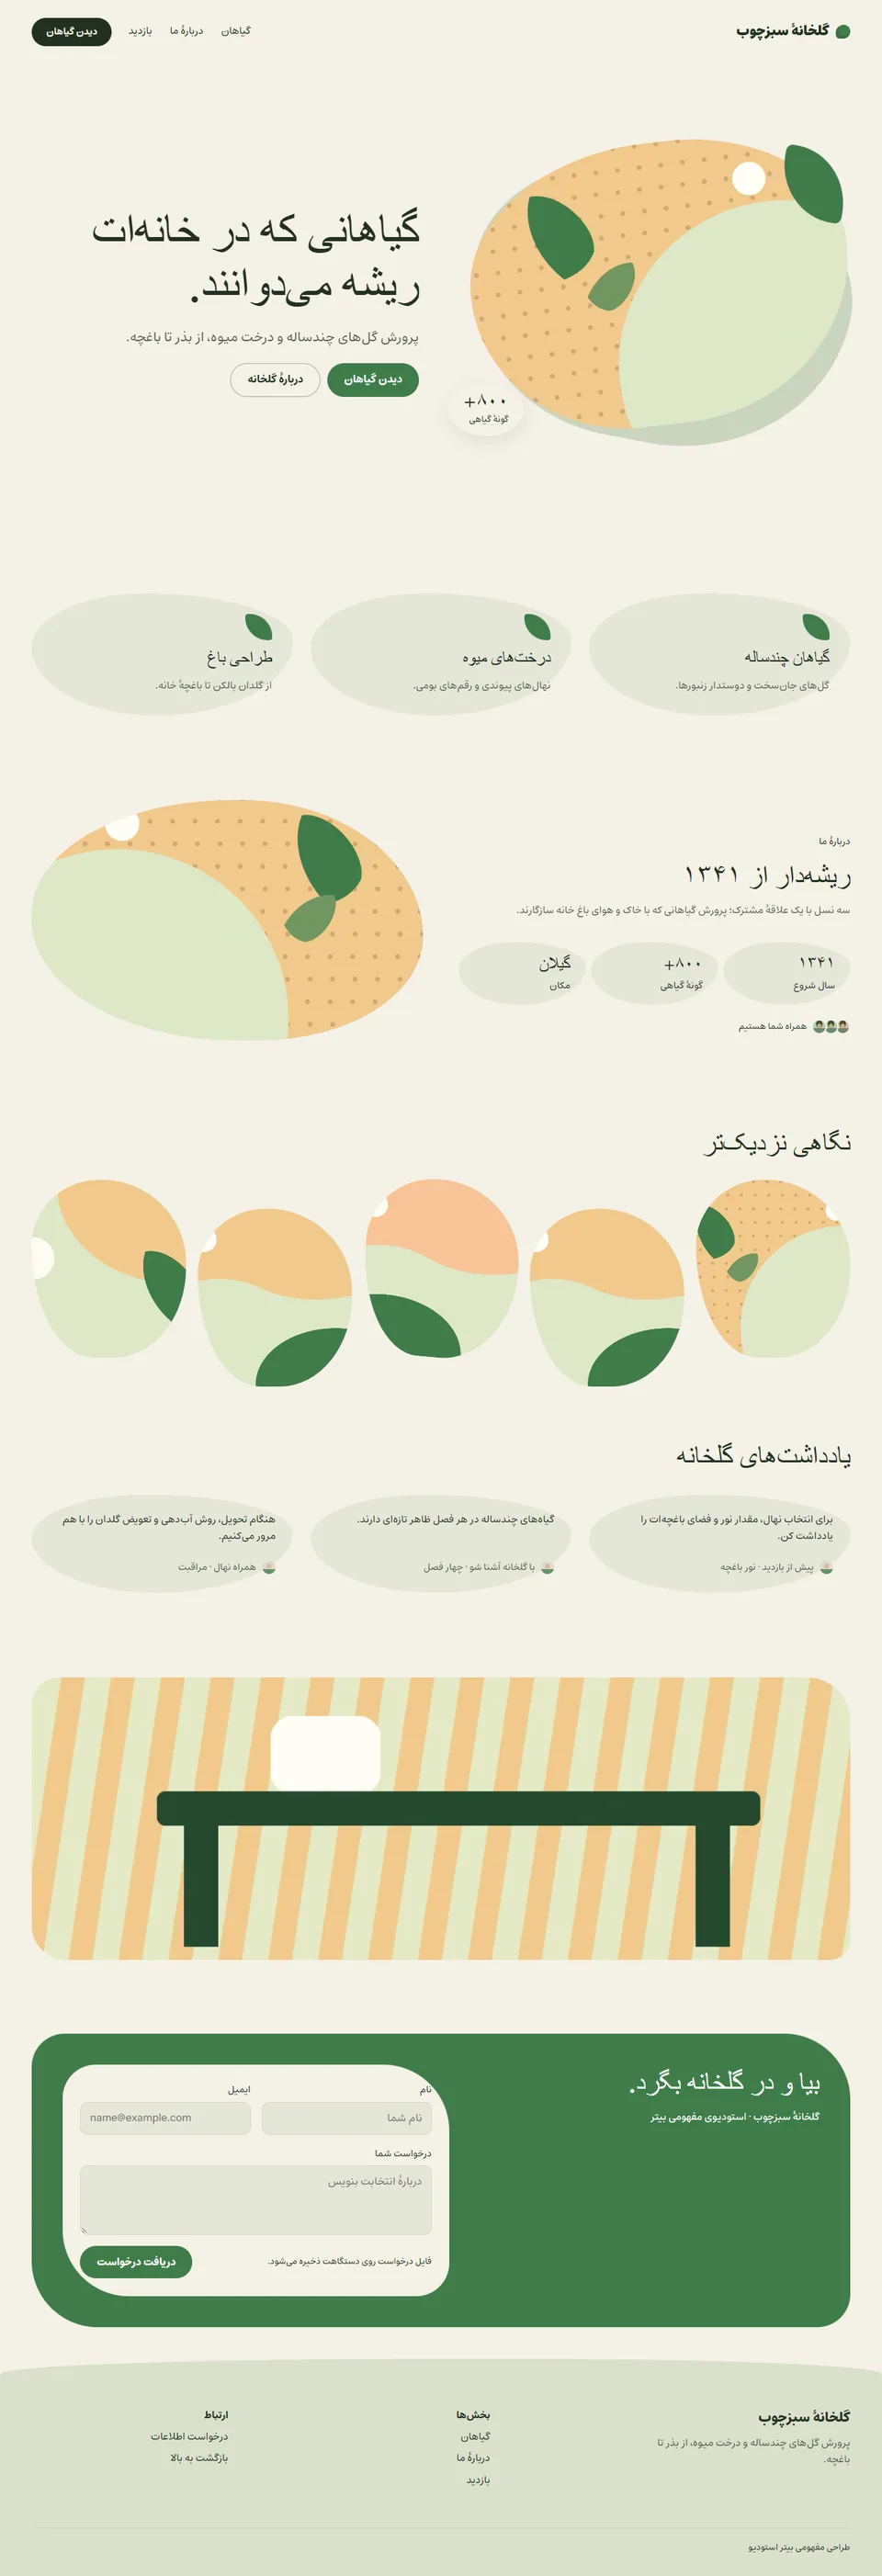 گلخانهٔ سبزچوب
گیاهان
دربارهٔ ما
بازدید
دیدن گیاهان
گیاهانی که در خانه‌ات
ریشه می‌دوانند.
پرورش گل‌های چندساله و درخت میوه، از بذر تا باغچه.
دیدن گیاهان
دربارهٔ گلخانه
+۸۰۰
گونهٔ گیاهی
گیاهان چندساله
گل‌های جان‌سخت و دوستدار زنبورها.
درخت‌های میوه
نهال‌های پیوندی و رقم‌های بومی.
طراحی باغ
از گلدان بالکن تا باغچهٔ خانه.
دربارهٔ ما
ریشه‌دار از ۱۳۴۱
سه نسل با یک علاقهٔ مشترک؛ پرورش گیاهانی که با خاک و هوای باغ خانه سازگارند.
۱۳۴۱
سال شروع
+۸۰۰
گونهٔ گیاهی
گیلان
مکان
همراه شما هستیم
نگاهی نزدیک‌تر
یادداشت‌های گلخانه
برای انتخاب نهال، مقدار نور و فضای باغچه‌ات را
یادداشت کن.
پیش از بازدید · نور باغچه
گیاه‌های چندساله در هر فصل ظاهر تازه‌ای دارند.
با گلخانه آشنا شو · چهار فصل
هنگام تحویل، روش آب‌دهی و تعویض گلدان را با هم
مرور می‌کنیم.
همراه نهال · مراقبت
بیا و در گلخانه بگرد.
گلخانهٔ سبزچوب · استودیوی مفهومی بیتر
نام
ایمیل
نام شما
name@example.com
درخواست شما
دربارهٔ انتخابت بنویس
فایل درخواست روی دستگاهت ذخیره می‌شود.
دریافت درخواست
گلخانهٔ سبزچوب
پرورش گل‌های چندساله و درخت میوه، از بذر تا
باغچه.
بخش‌ها
گیاهان
دربارهٔ ما
بازدید
ارتباط
درخواست اطلاعات
بازگشت به بالا
طراحی مفهومی بیتر استودیو